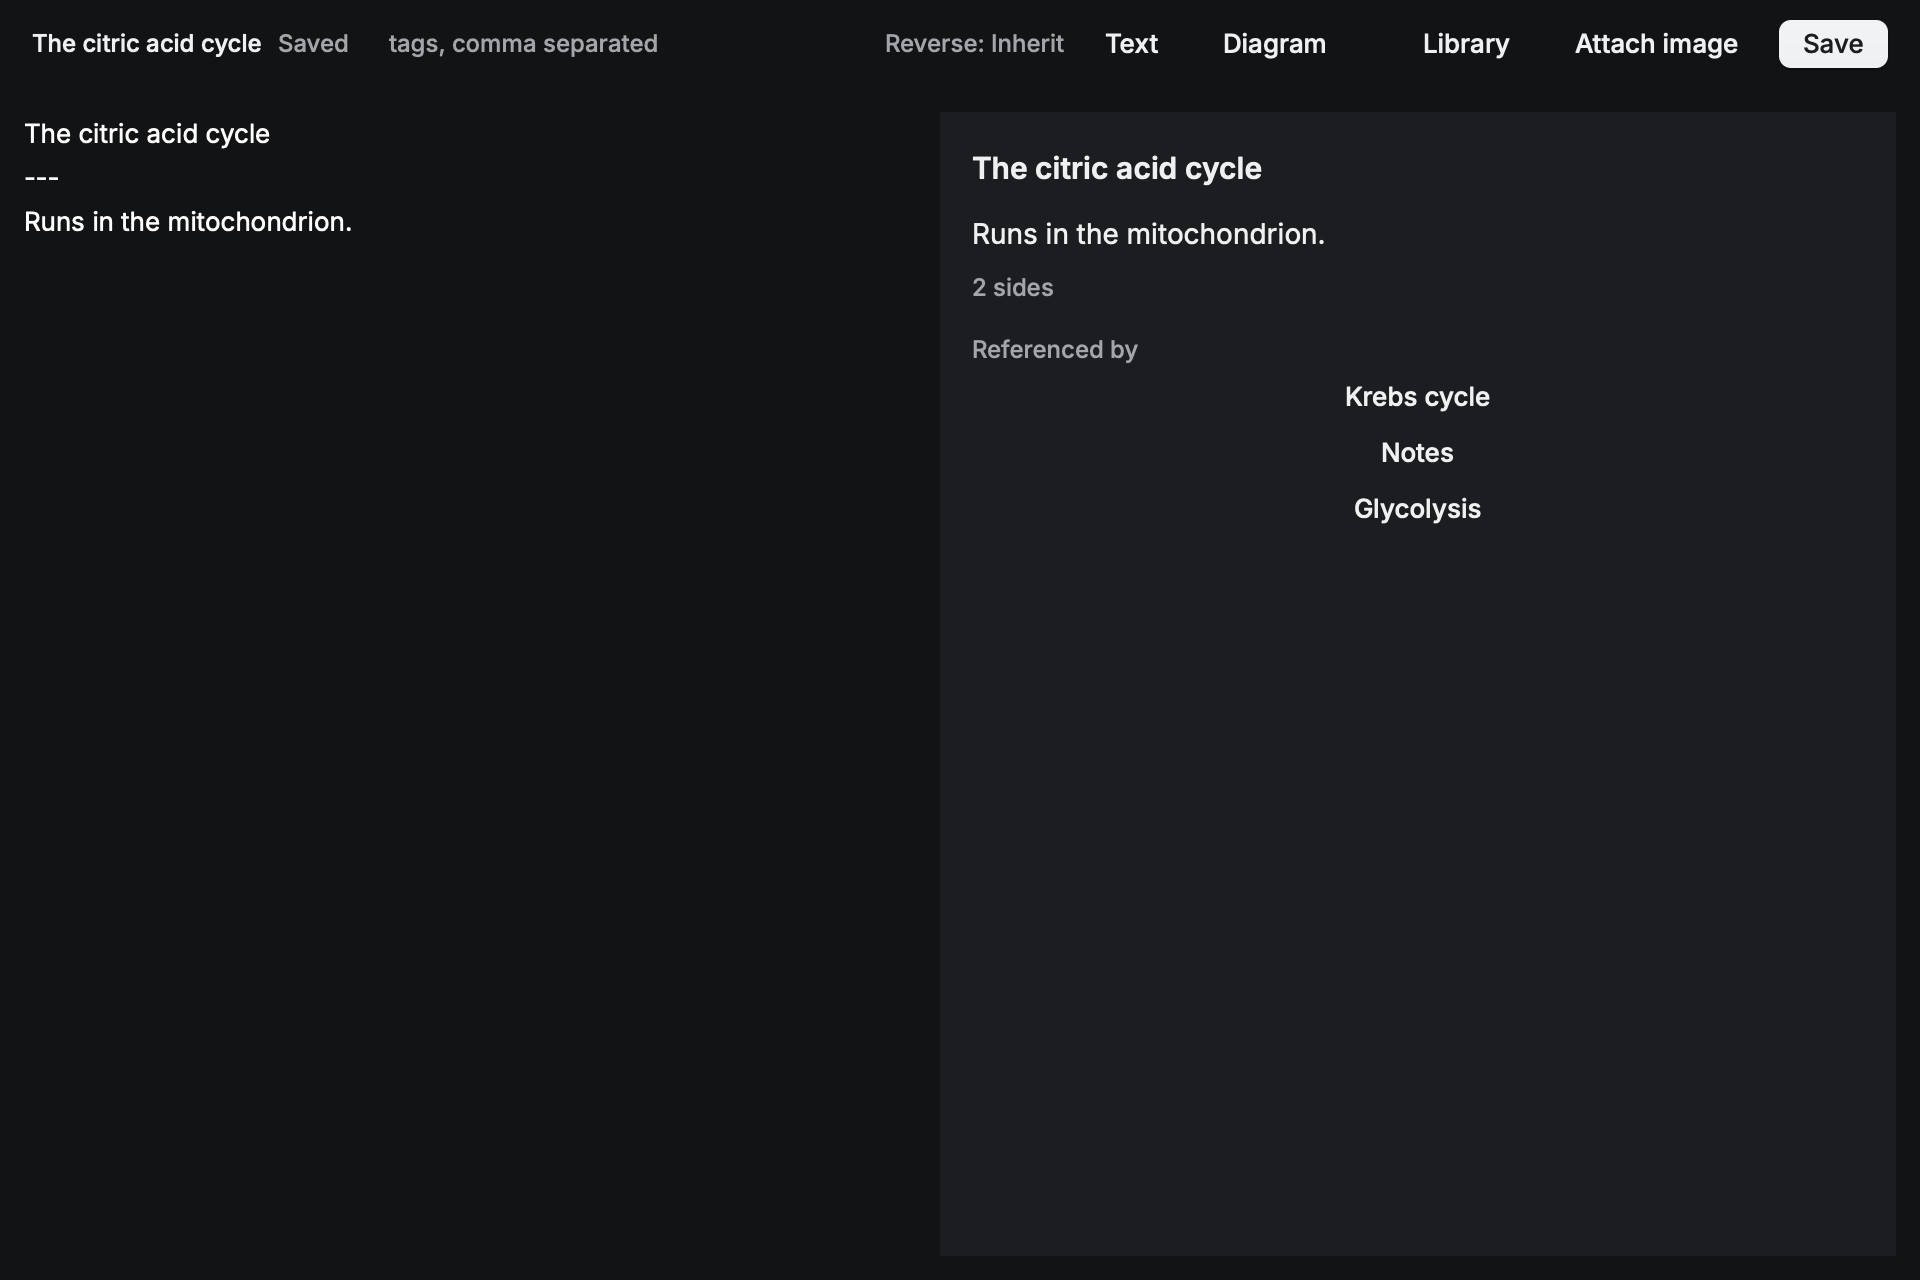 The citric acid cycle Saved tags, comma separated Reverse: Inherit Text Diagram Library Attach image Save
The citric acid cycle
---
Runs in the mitochondrion.
The citric acid cycle
Runs in the mitochondrion.
2 sides
Referenced by
Krebs cycle
Notes
Glycolysis